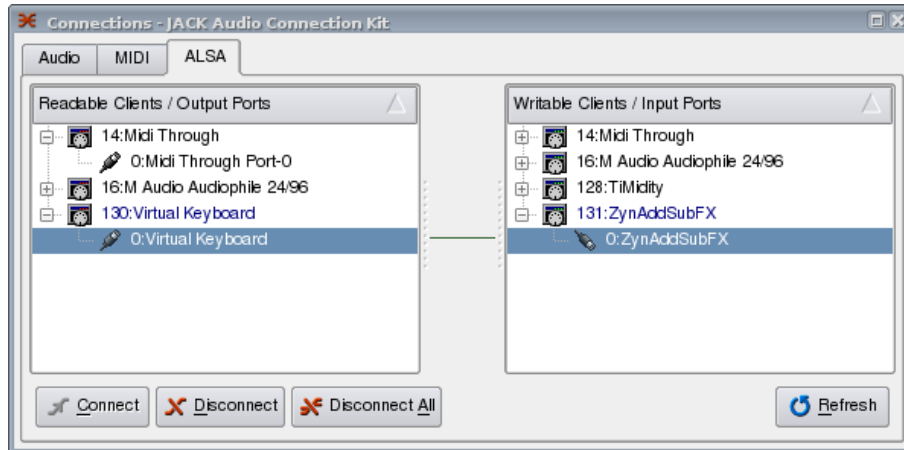 Connections - JACK Audio Connection Kit
Audio MIDI ALSA
Readable Clients / Output Ports
14:Midi Through
0:Midi Through Port-0
16:M Audio Audiophile 24/96
130:Virtual Keyboard
0:Virtual Keyboard
Writable Clients / Input Ports
14:Midi Through
16:M Audio Audiophile 24/96
128:TiMidity
131:ZynAddSubFX
0:ZynAddSubFX
Connect Disconnect Disconnect All Refresh